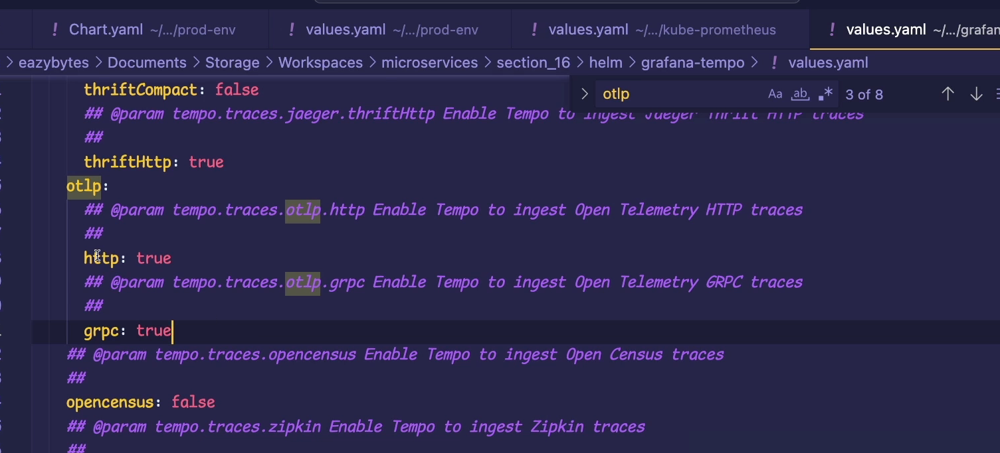 ! Chart.yaml ~/.../prod-env ! values.yaml ~/.../prod-env ! values.yaml ~/.../kube-prometheus ! values.yaml ~/.../grafan
> eazybytes > Documents > Storage > Workspaces > microservices > section_16 > helm > grafana-tempo > ! values.yaml
> otlp Aa ab .* 3 of 8 ↑ ↓
thriftCompact: false
## @param tempo.traces.jaeger.thriftHttp Enable Tempo to ingest Jaeger Thrift HTTP traces
##
thriftHttp: true
otlp:
## @param tempo.traces.otlp.http Enable Tempo to ingest Open Telemetry HTTP traces
##
http: true
## @param tempo.traces.otlp.grpc Enable Tempo to ingest Open Telemetry GRPC traces
##
grpc: true
## @param tempo.traces.opencensus Enable Tempo to ingest Open Census traces
##
opencensus: false
## @param tempo.traces.zipkin Enable Tempo to ingest Zipkin traces
##